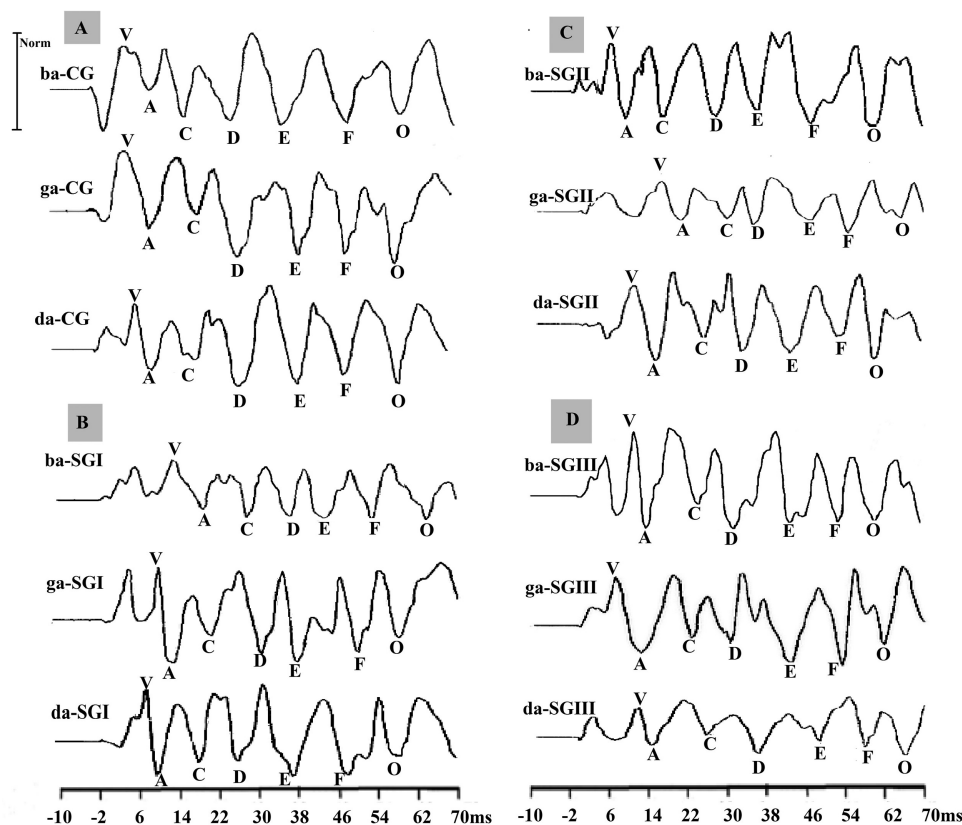 A
Norm
ba-CG
V
A
C
D
E
F
O
ga-CG
V
A
C
D
E
F
O
da-CG
V
A
C
D
E
F
O
B
ba-SGI
V
A
C
D
E
F
O
ga-SGI
V
A
C
D
E
F
O
da-SGI
V
A
C
D
E
F
O
-10 -2 6 14 22 30 38 46 54 62 70ms
C
ba-SGII
V
A
C
D
E
F
O
ga-SGII
V
A
C
D
E
F
O
da-SGII
V
A
C
D
E
F
O
D
ba-SGIII
V
A
C
D
E
F
O
ga-SGIII
V
A
C
D
E
F
O
da-SGIII
V
A
C
D
E
F
O
-10 -2 6 14 22 30 38 46 54 62 70ms